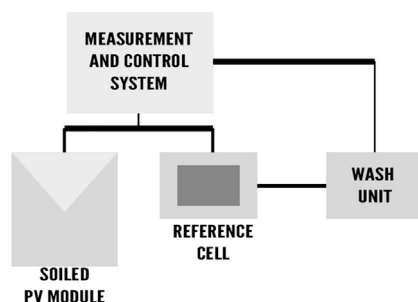 MEASUREMENT
AND CONTROL
SYSTEM
WASH
UNIT
REFERENCE
CELL
SOILED
PV MODULE